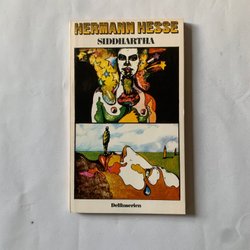 HERMANN HESSE
SIDDHARTHA
Delfinserien